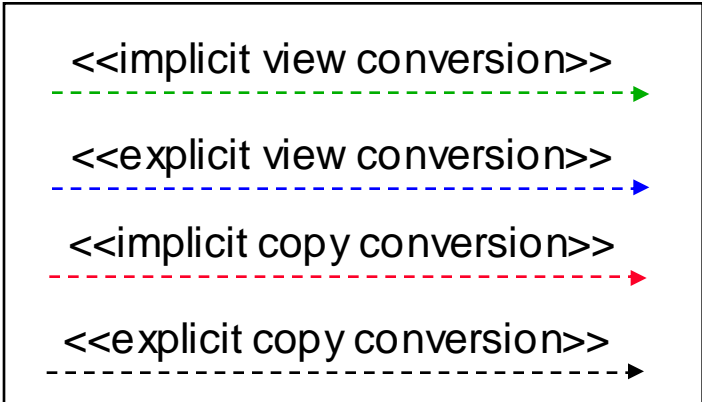 <<implicit view conversion>>
<<explicit view conversion>>
<<implicit copy conversion>>
<<explicit copy conversion>>